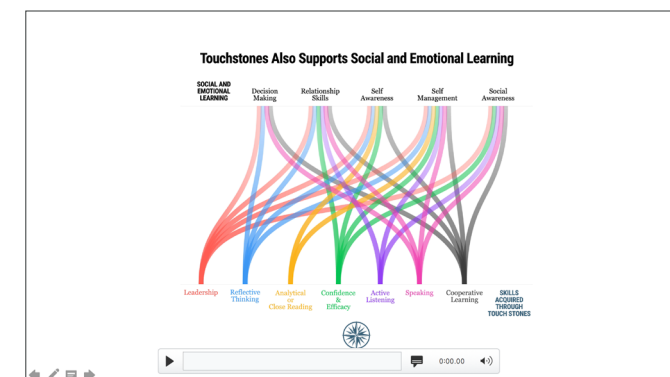 Touchstones Also Supports Social and Emotional Learning
SOCIAL AND
EMOTIONAL
LEARNING
Decision
Making
Relationship
Skills
Self
Awareness
Self
Management
Social
Awareness
Leadership
Reflective
Thinking
Analytical
or
Close Reading
Confidence
&
Efficacy
Active
Listening
Speaking
Cooperative
Learning
SKILLS
ACQUIRED
THROUGH
TOUCH STONES
0:00.00